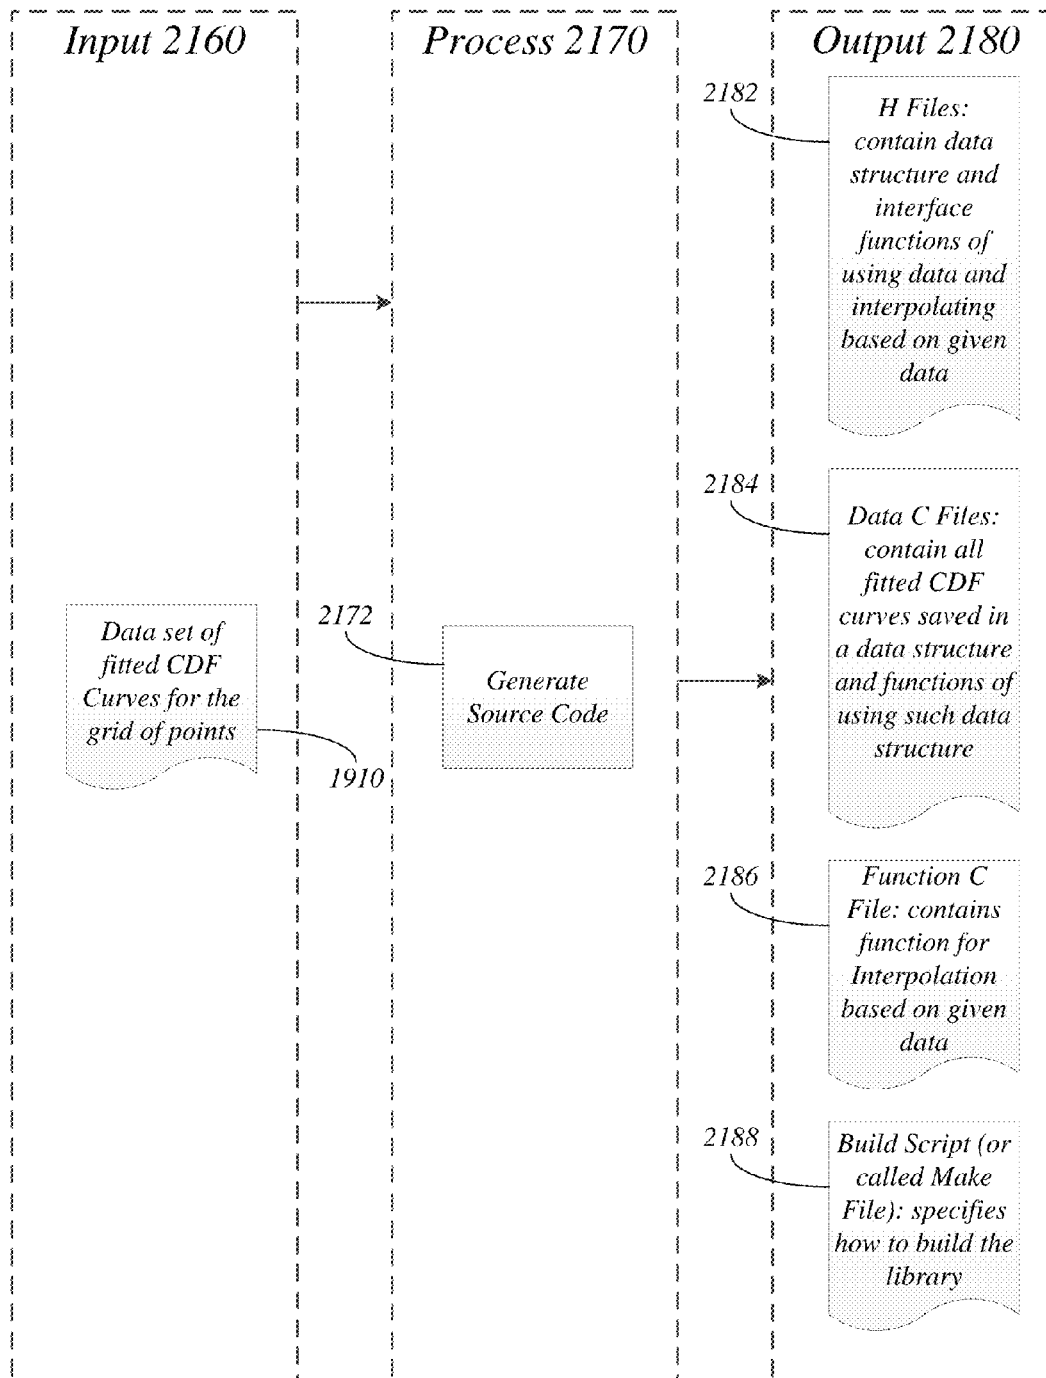 Input 2160
Process 2170
Output 2180
2182
H Files:
contain data
structure and
interface
functions of
using data and
interpolating
based on given
data
2184
Data C Files:
contain all
fitted CDF
curves saved in
a data structure
and functions of
using such data
structure
Data set of
fitted CDF
Curves for the
grid of points
1910
2172
Generate
Source Code
2186
Function C
File: contains
function for
Interpolation
based on given
data
2188
Build Script (or
called Make
File): specifies
how to build the
library